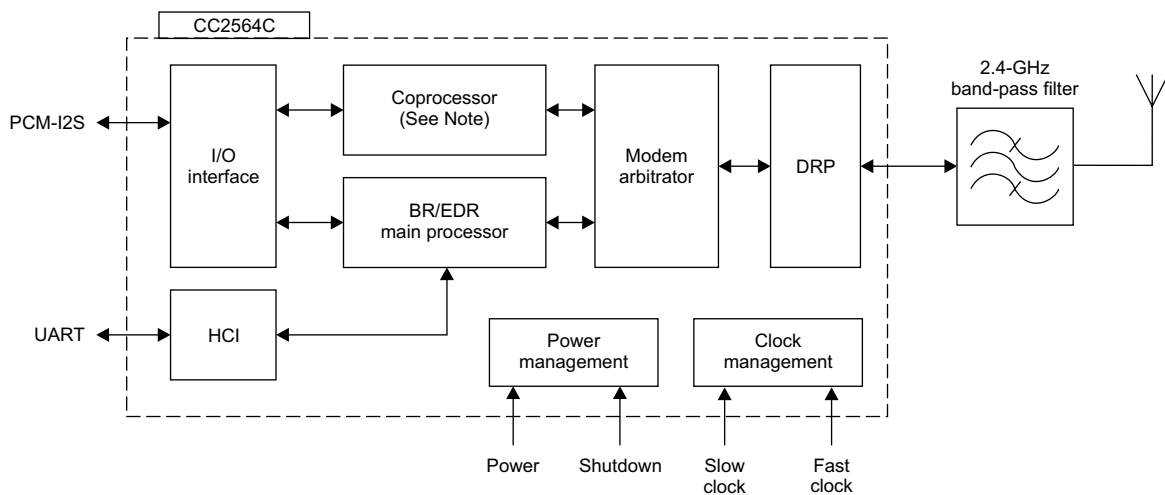 CC2564C
2.4-GHz
band-pass filter
PCM-I2S
I/O
interface
Coprocessor
(See Note)
Modem
arbitrator
DRP
BR/EDR
main processor
UART
HCI
Power
management
Clock
management
Power
Shutdown
Slow
clock
Fast
clock